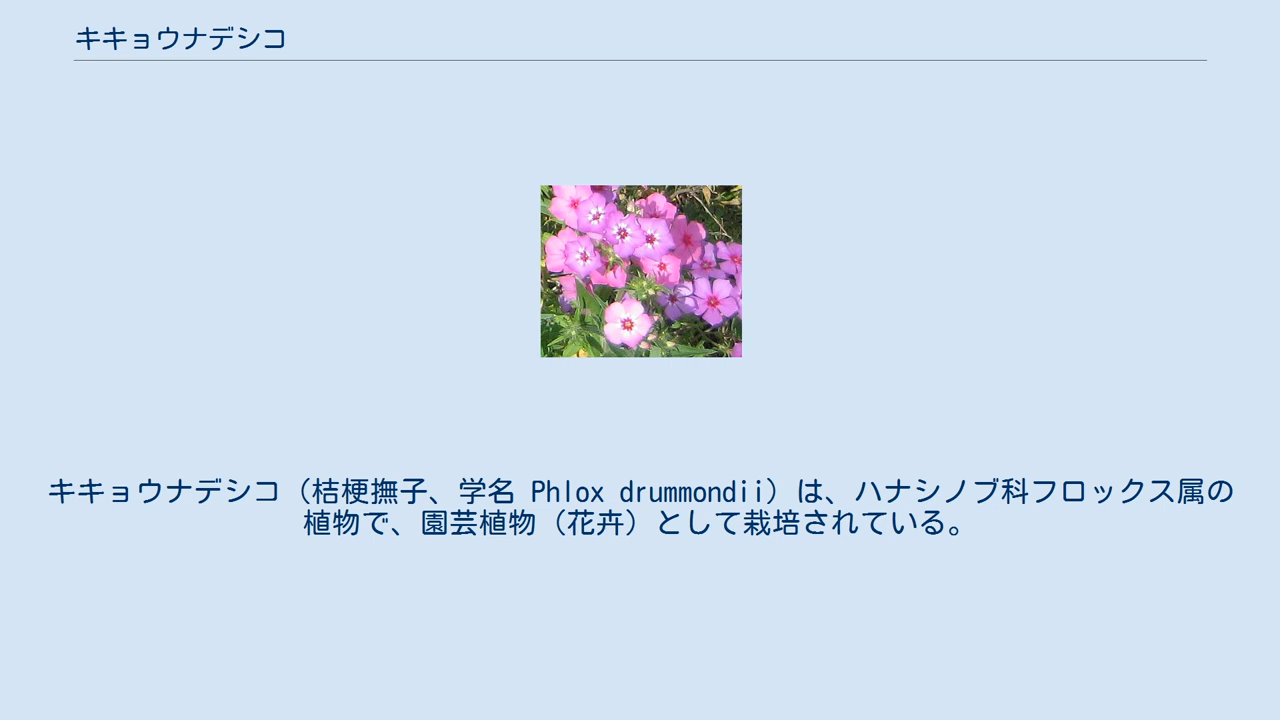 キキョウナデシコ
キキョウナデシコ（桔梗撫子、学名 Phlox drummondii）は、ハナシノブ科フロックス属の
植物で、園芸植物（花卉）として栽培されている。